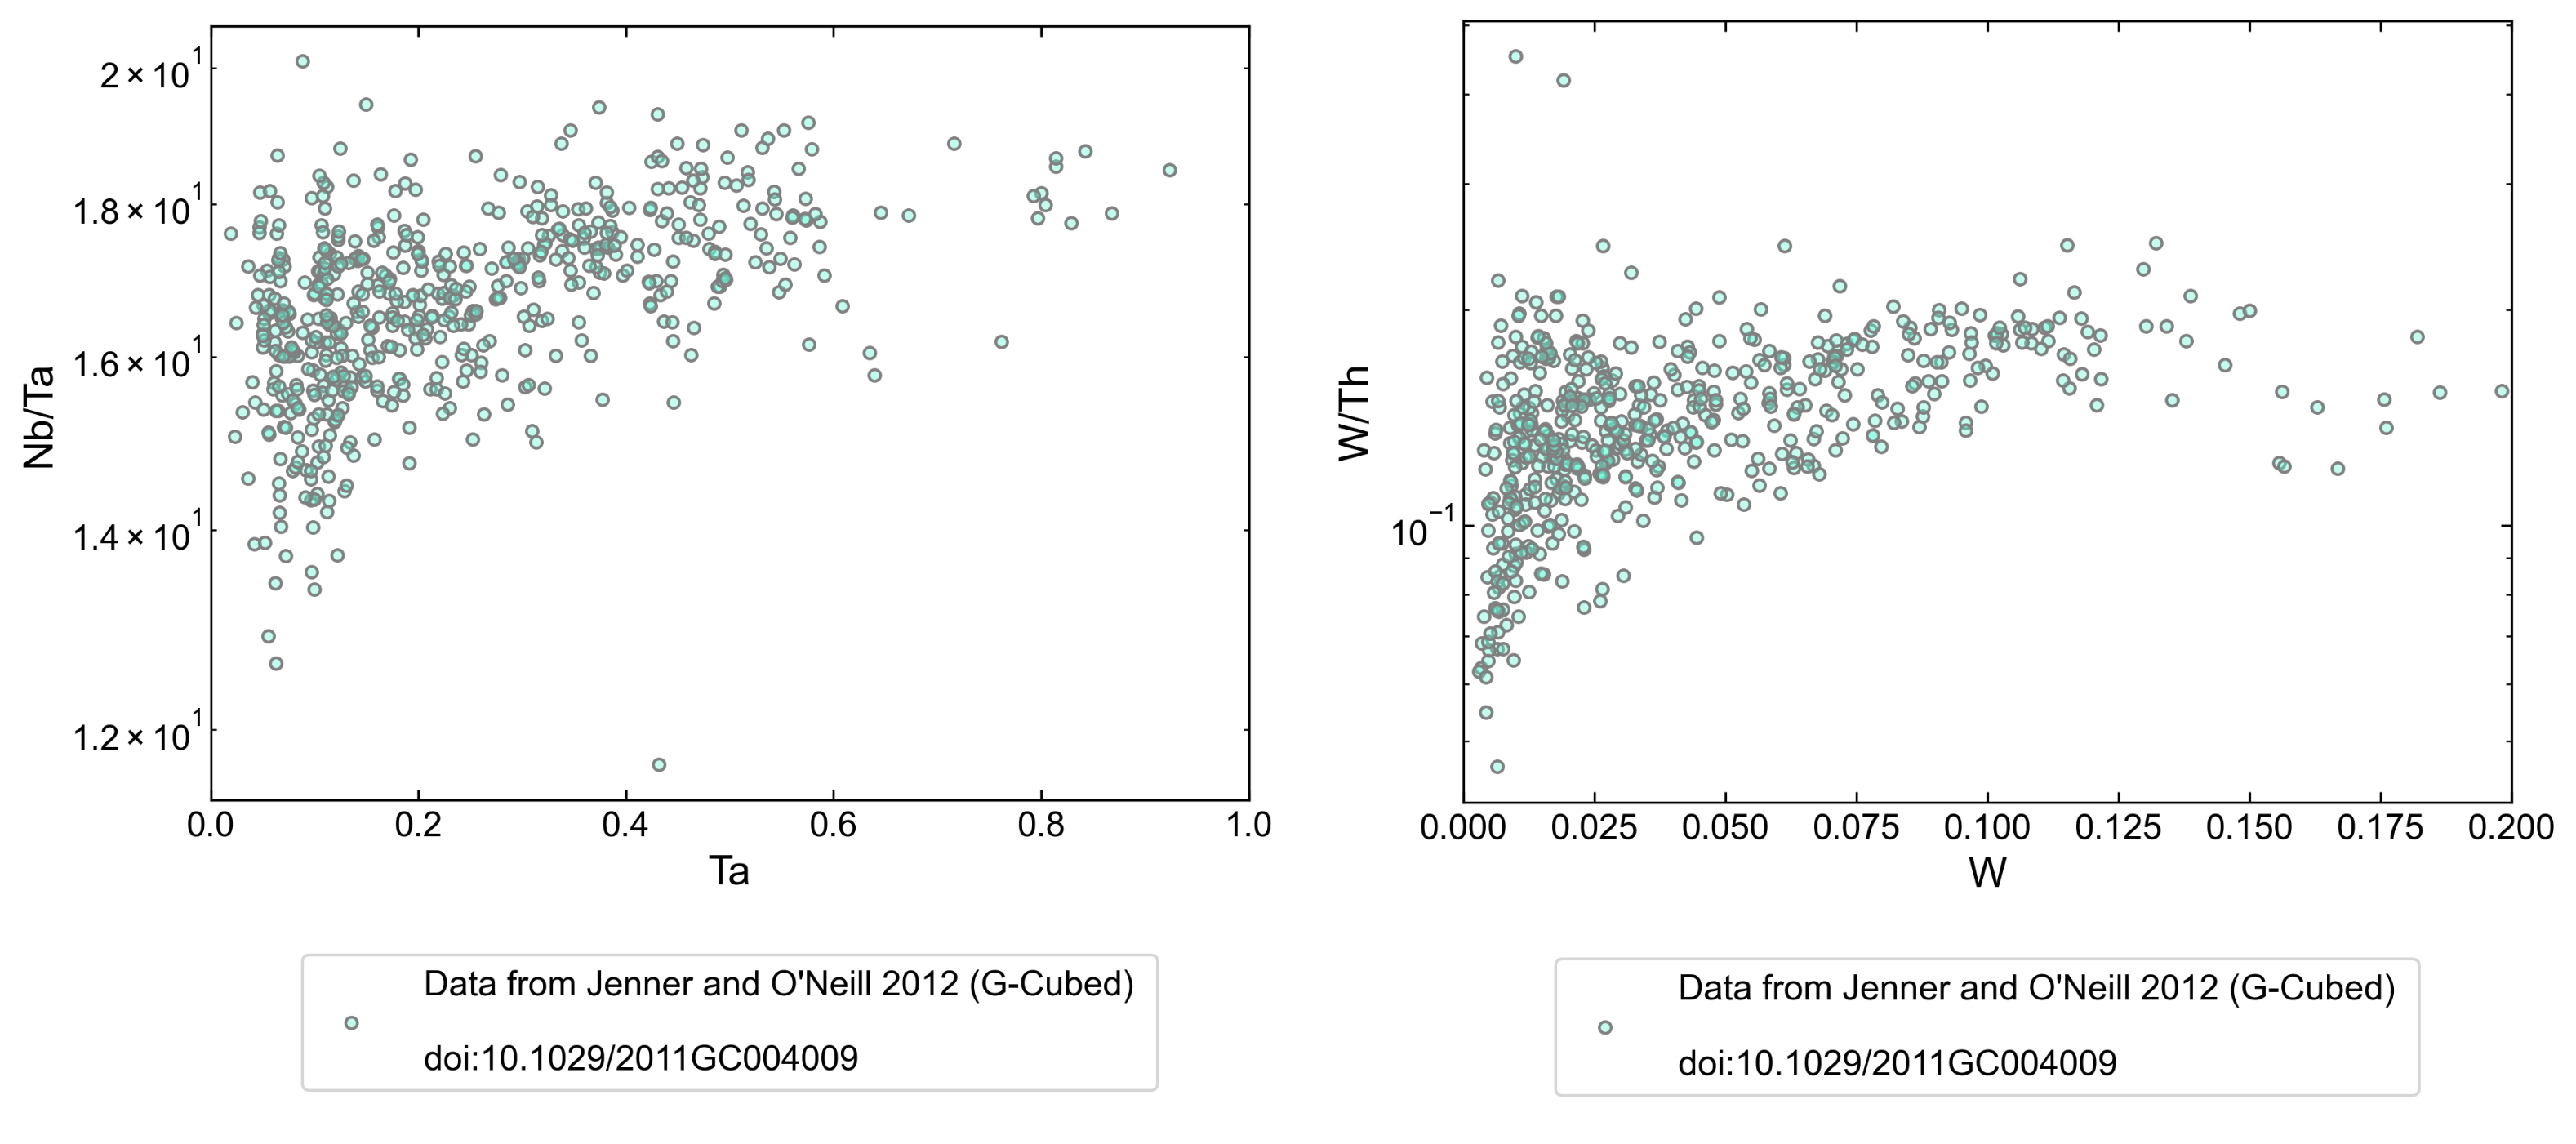 2×10¹
1.8×10¹
1.6×10¹
1.4×10¹
1.2×10¹
Nb/Ta
0.0 0.2 0.4 0.6 0.8 1.0
Ta
Data from Jenner and O'Neill 2012 (G-Cubed)
doi:10.1029/2011GC004009
W/Th
10⁻¹
0.000 0.025 0.050 0.075 0.100 0.125 0.150 0.175 0.200
W
Data from Jenner and O'Neill 2012 (G-Cubed)
doi:10.1029/2011GC004009